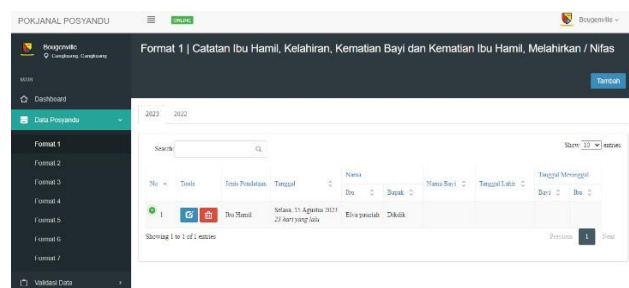 POKJANAL POSYANDU
ONLINE
Bougenville
Bougenville
Cangkuang, Cangkuang
MAIN
Dashboard
Data Posyandu
Format 1
Format 2
Format 3
Format 4
Format 5
Format 6
Format 7
Validasi Data
Format 1 | Catatan Ibu Hamil, Kelahiran, Kematian Bayi dan Kematian Ibu Hamil, Melahirkan / Nifas
Tambah
2023 2022
Search:
Show 10 entries
No Tools Jenis Pendataan Tanggal Nama Nama Bayi Tanggal Lahir Tanggal Meninggal
Ibu Bapak Bayi Ibu
1 Ibu Hamil Selasa, 15 Agustus 2023 Elva Didik
23 hari yang lalu
Showing 1 to 1 of 1 entries
Previous 1 Next